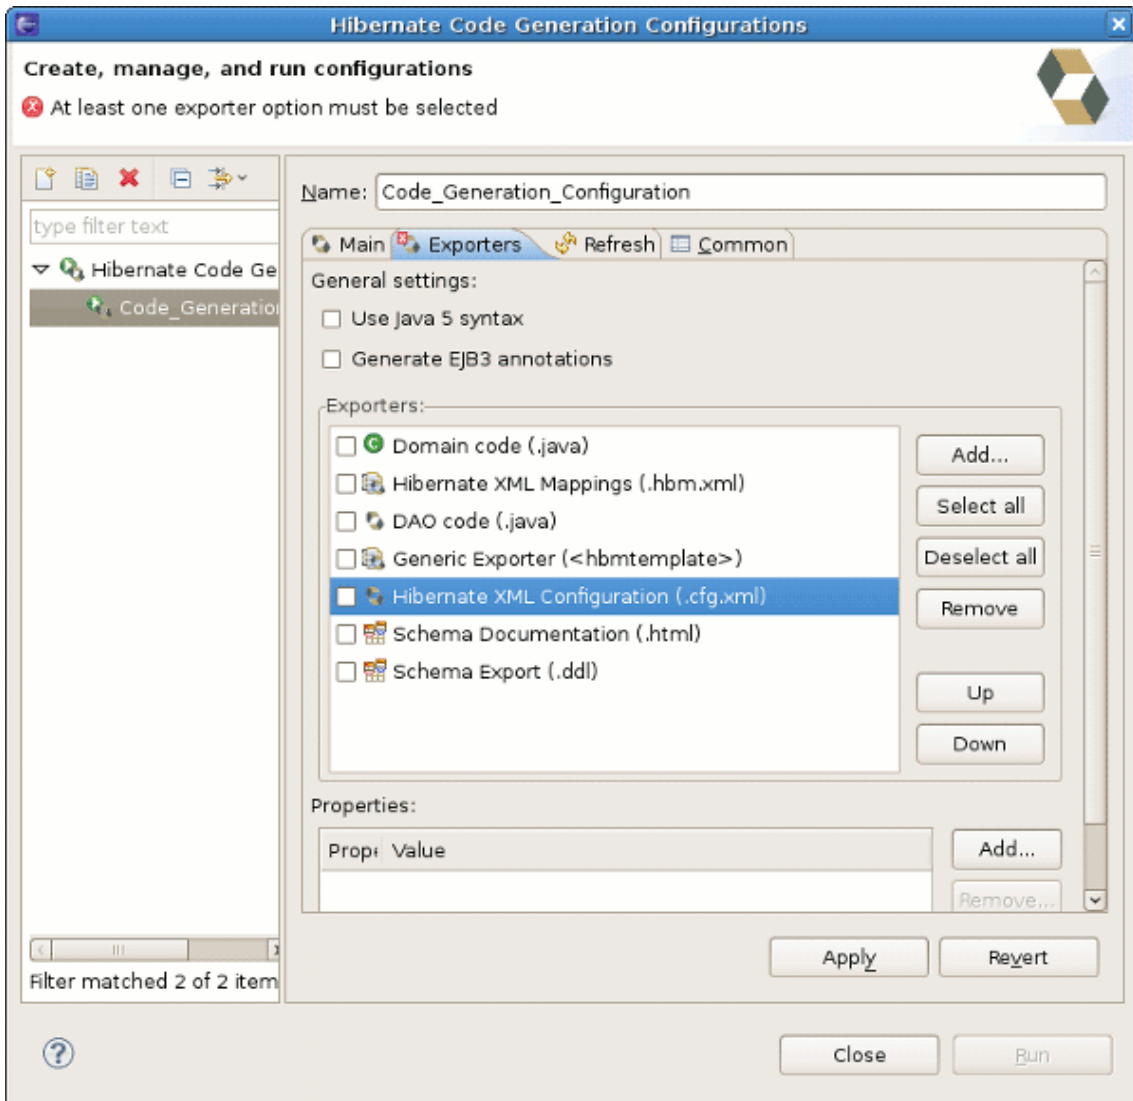 Hibernate Code Generation Configurations
Create, manage, and run configurations
At least one exporter option must be selected
type filter text
Hibernate Code Ge
Code_Generation
Filter matched 2 of 2 item
Name: Code_Generation_Configuration
Main Exporters Refresh Common
General settings:
Use Java 5 syntax
Generate EJB3 annotations
Exporters:
Domain code (.java)
Hibernate XML Mappings (.hbm.xml)
DAO code (.java)
Generic Exporter (<hbmtemplate>)
Hibernate XML Configuration (.cfg.xml)
Schema Documentation (.html)
Schema Export (.ddl)
Add...
Select all
Deselect all
Remove
Up
Down
Properties:
Prope Value
Add...
Remove...
Apply Revert
Close Run